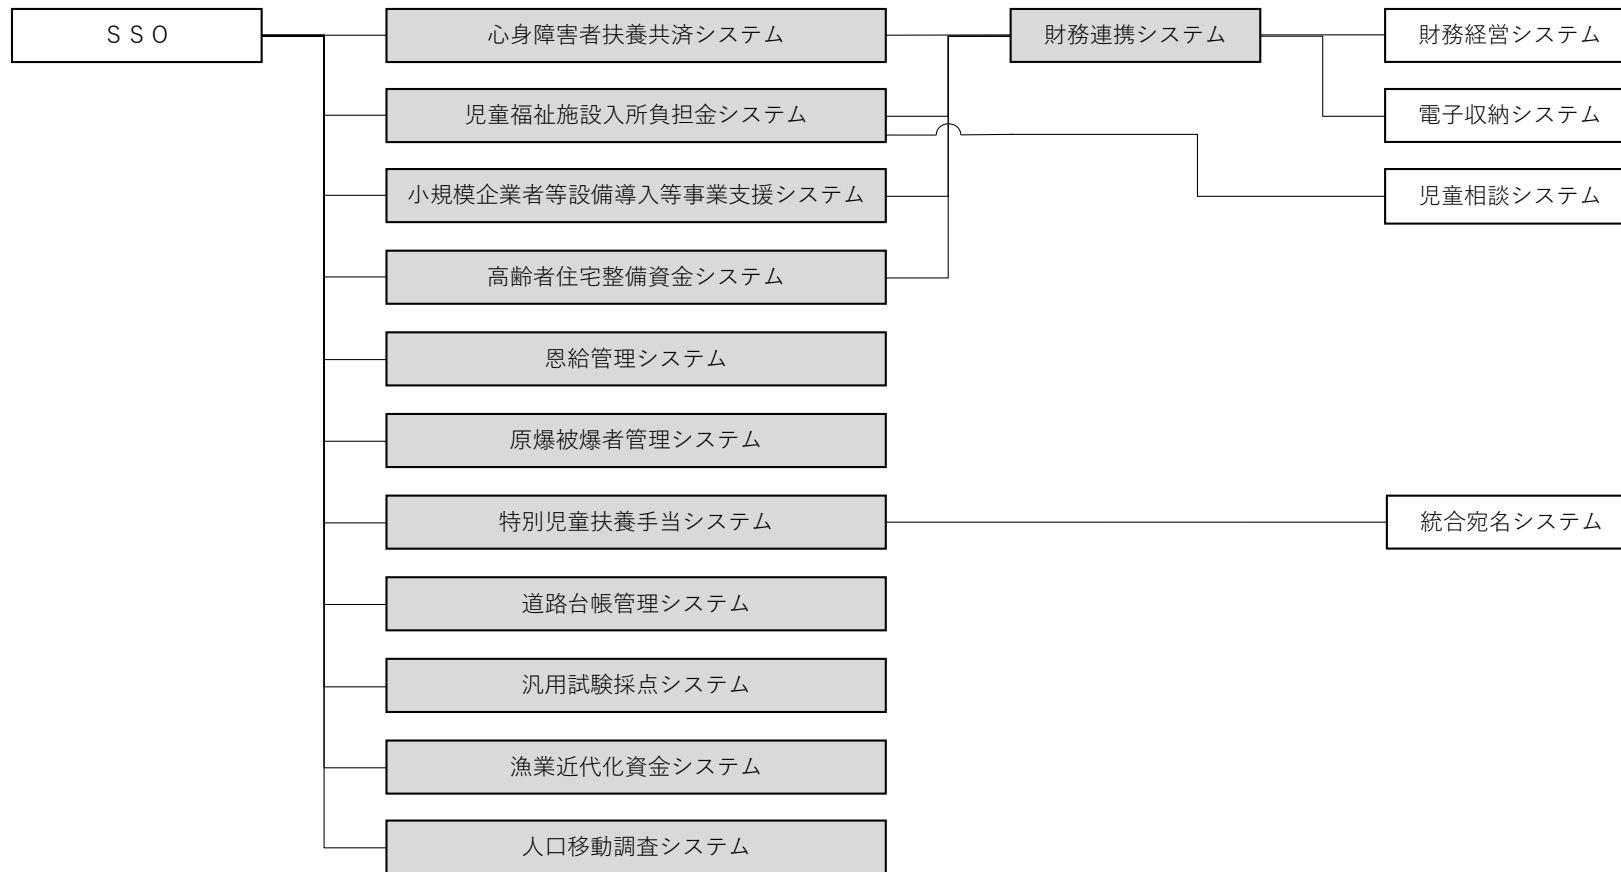 ＳＳＯ
心身障害者扶養共済システム
財務連携システム
財務経営システム
児童福祉施設入所負担金システム
電子収納システム
小規模企業者等設備導入等事業支援システム
児童相談システム
高齢者住宅整備資金システム
恩給管理システム
原爆被爆者管理システム
特別児童扶養手当システム
統合宛名システム
道路台帳管理システム
汎用試験採点システム
漁業近代化資金システム
人口移動調査システム